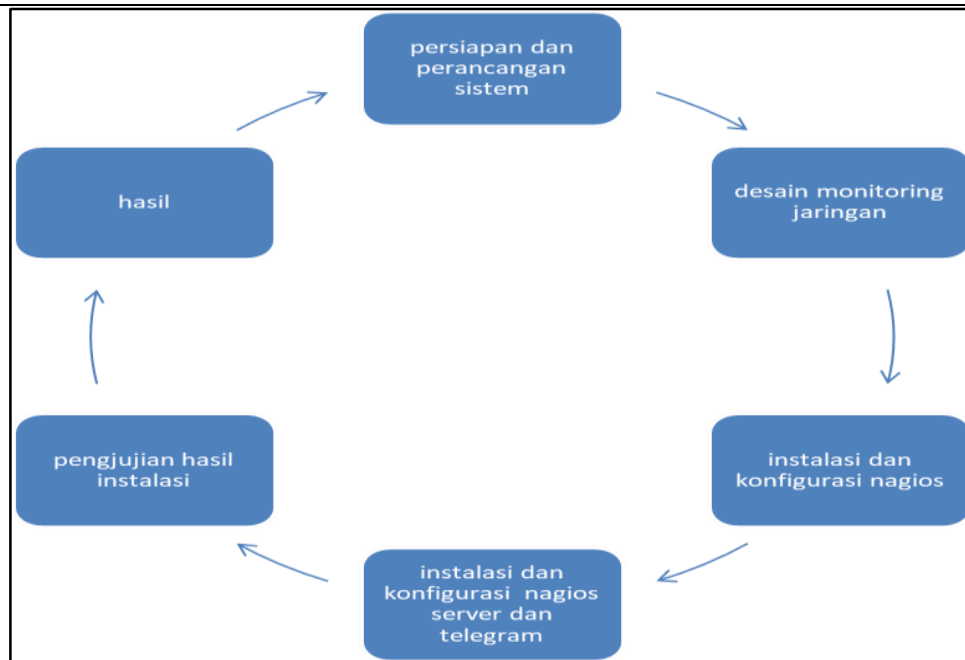 persiapan dan
perancangan
sistem
desain monitoring
jaringan
instalasi dan
konfigurasi nagios
instalasi dan
konfigurasi nagios
server dan
telegram
pengjujian hasil
instalasi
hasil